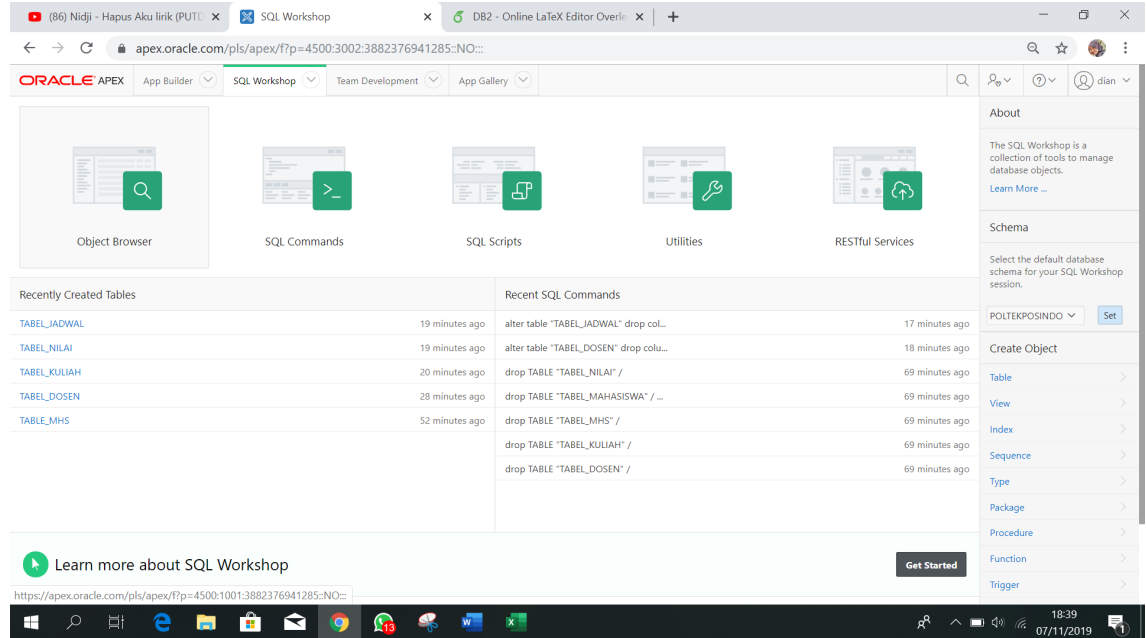 (86) Nidji - Hapus Aku lirik (PUTD
SQL Workshop
DB2 - Online LaTeX Editor Overle
apex.oracle.com/pls/apex/f?p=4500:3002:3882376941285::NO:::
ORACLE APEX App Builder SQL Workshop Team Development App Gallery dian
Object Browser
SQL Commands
SQL Scripts
Utilities
RESTful Services
Recently Created Tables
TABEL_JADWAL 19 minutes ago
TABEL_NILAI 19 minutes ago
TABEL_KULIAH 20 minutes ago
TABEL_DOSEN 28 minutes ago
TABLE_MHS 52 minutes ago
Recent SQL Commands
alter table "TABEL_JADWAL" drop col... 17 minutes ago
alter table "TABEL_DOSEN" drop colu... 18 minutes ago
drop TABLE "TABEL_NILAI" / 69 minutes ago
drop TABLE "TABEL_MAHASISWA" / ... 69 minutes ago
drop TABLE "TABEL_MHS" / 69 minutes ago
drop TABLE "TABEL_KULIAH" / 69 minutes ago
drop TABLE "TABEL_DOSEN" / 69 minutes ago
About
The SQL Workshop is a
collection of tools to manage
database objects.
Learn More ...
Schema
Select the default database
schema for your SQL Workshop
session.
POLTEKPOSINDO Set
Create Object
Table
View
Index
Sequence
Type
Package
Procedure
Function
Trigger
Learn more about SQL Workshop
Get Started
https://apex.oracle.com/pls/apex/f?p=4500:1001:3882376941285::NO:::
13
18:39
07/11/2019
1